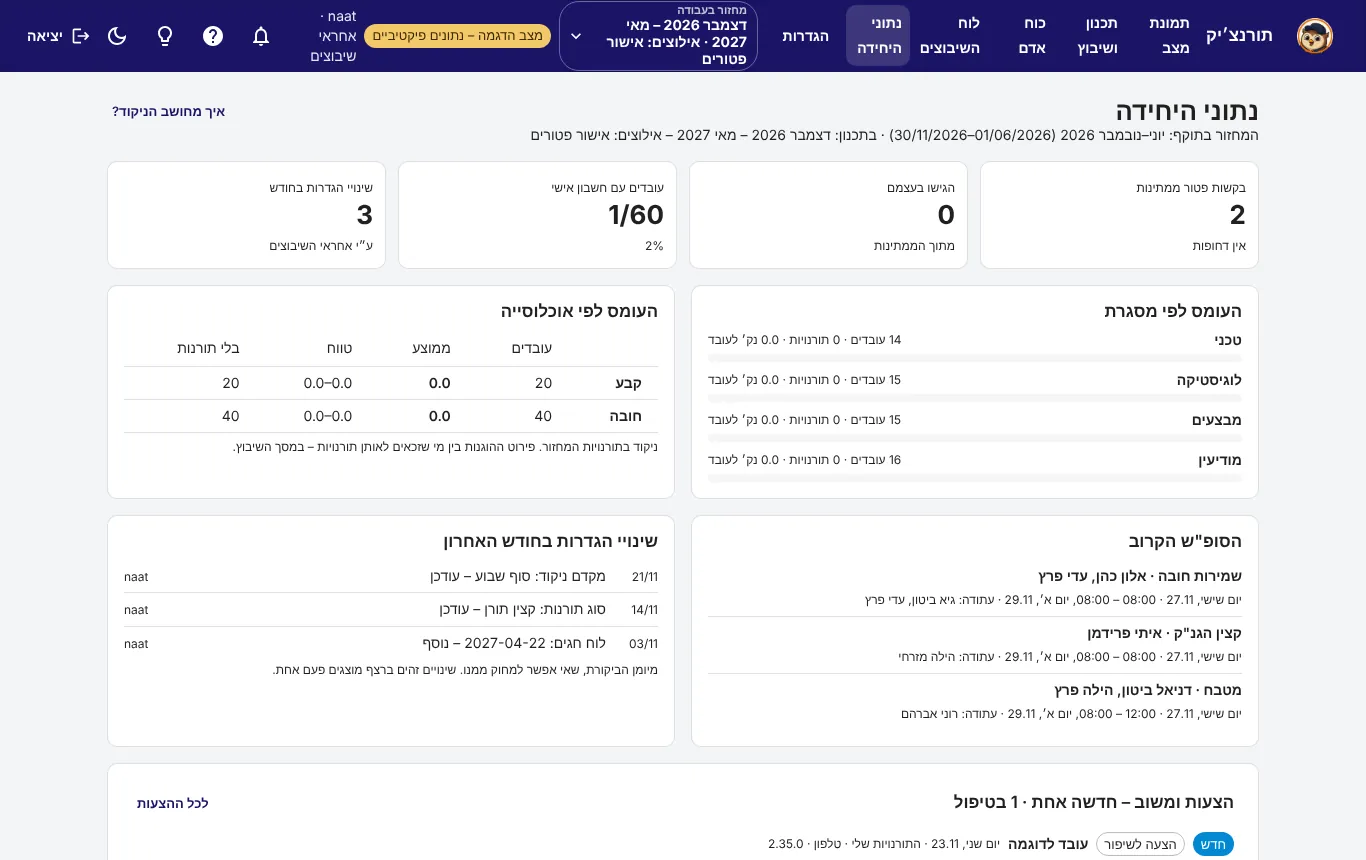 תורנצ׳יק
תמונת
מצב
תכנון
ושיבוץ
כוח
אדם
לוח
השיבוצים
נתוני
היחידה
הגדרות
מחזור בעבודה
דצמבר 2026 – מאי
2027 · אילוצים: אישור
פטורים
מצב הדגמה – נתונים פיקטיביים
naat ·
אחראי
שיבוצים
יציאה
נתוני היחידה
המחזור בתוקף: יוני–נובמבר 2026 (01/06/2026–30/11/2026) · בתכנון: דצמבר 2026 – מאי 2027 – אילוצים: אישור פטורים
איך מחושב הניקוד?
בקשות פטור ממתינות
2
אין דחופות
הגישו בעצמם
0
מתוך הממתינות
עובדים עם חשבון אישי
1/60
2%
שינויי הגדרות בחודש
3
ע״י אחראי השיבוצים
העומס לפי מסגרת
טכני 14 עובדים · 0 תורנויות · 0.0 נק׳ לעובד
לוגיסטיקה 15 עובדים · 0 תורנויות · 0.0 נק׳ לעובד
מבצעים 15 עובדים · 0 תורנויות · 0.0 נק׳ לעובד
מודיעין 16 עובדים · 0 תורנויות · 0.0 נק׳ לעובד
העומס לפי אוכלוסייה
עובדים ממוצע טווח בלי תורנות
קבע 20 0.0 0.0–0.0 20
חובה 40 0.0 0.0–0.0 40
ניקוד בתורנויות המחזור. פירוט ההוגנות בין מי שזכאים לאותן תורנויות – במסך השיבוץ.
הסופ"ש הקרוב
שמירות חובה · אלון כהן, עדי פרץ
יום שישי, 27.11 · 08:00 – 08:00, יום א׳, 29.11 · עתודה: גיא ביטון, עדי פרץ
קצין הגנ"ק · איתי פרידמן
יום שישי, 27.11 · 08:00 – 08:00, יום א׳, 29.11 · עתודה: הילה מזרחי
מטבח · דניאל ביטון, הילה פרץ
יום שישי, 27.11 · 12:00 – 08:00, יום א׳, 29.11 · עתודה: רוני אברהם
שינויי הגדרות בחודש האחרון
21/11 מקדם ניקוד: סוף שבוע – עודכן naat
14/11 סוג תורנות: קצין תורן – עודכן naat
03/11 לוח חגים: 2027-04-22 – נוסף naat
מיומן הביקורת, שאי אפשר למחוק ממנו. שינויים זהים ברצף מוצגים פעם אחת.
הצעות ומשוב – חדשה אחת · 1 בטיפול
לכל ההצעות
חדש הצעה לשיפור עובד לדוגמה יום שני, 23.11 · התורנויות שלי · טלפון · 2.35.0